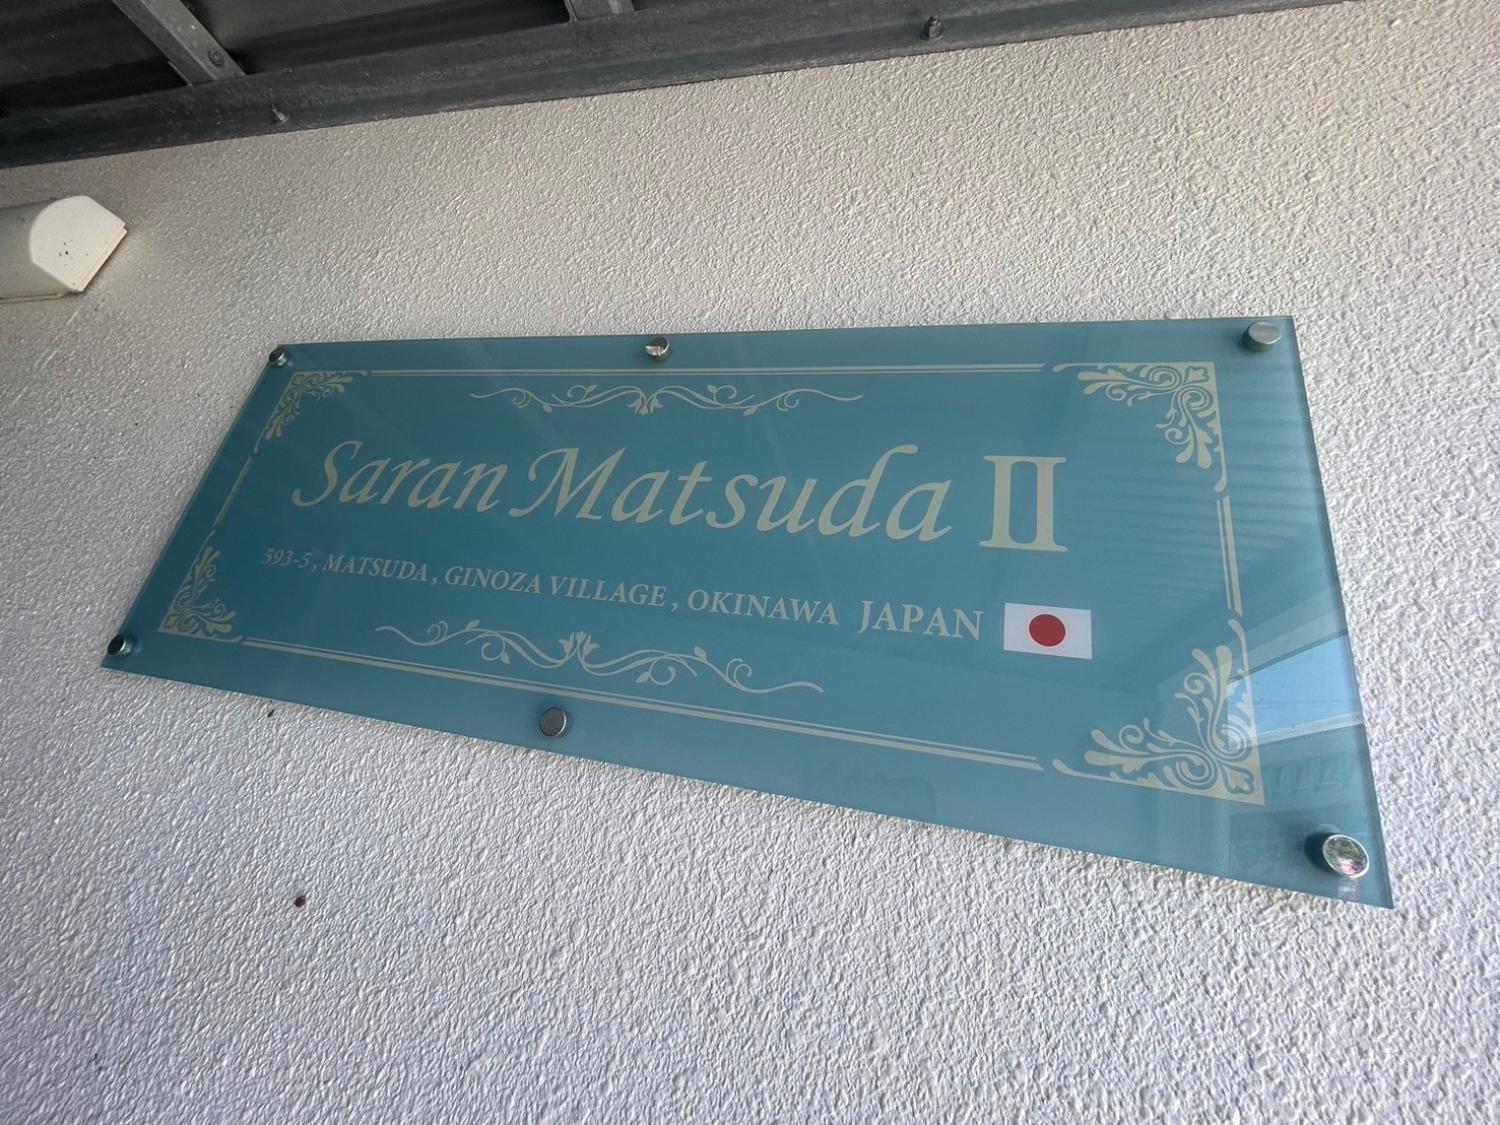 Saran Matsuda II
593-5, MATSUDA, GINOZA VILLAGE, OKINAWA JAPAN